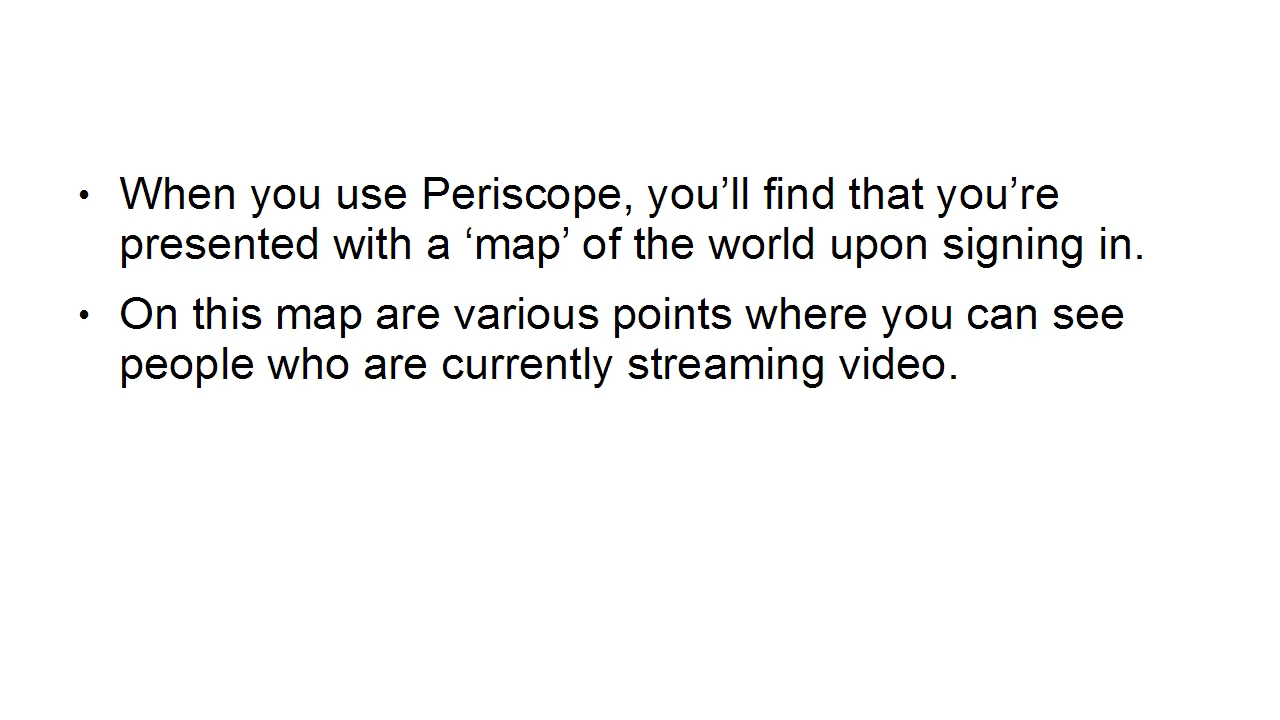 • When you use Periscope, you’ll find that you’re
presented with a ‘map’ of the world upon signing in.
• On this map are various points where you can see
people who are currently streaming video.